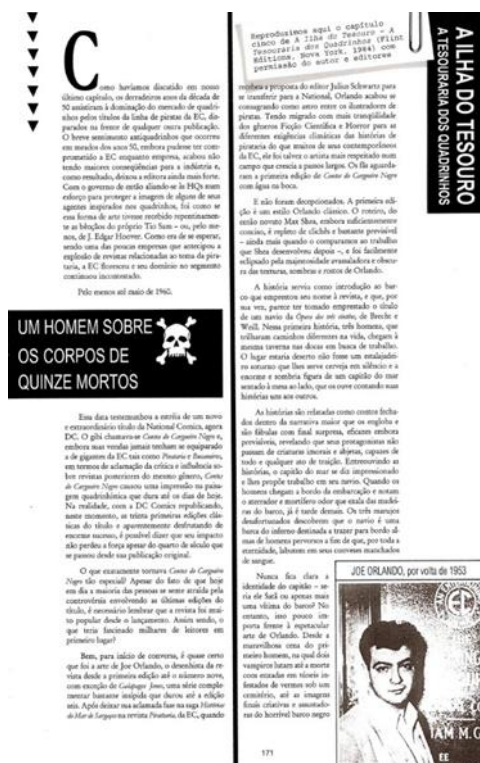 Como havíamos discutido em nosso
último capítulo, os derradeiros anos da década de
50 assistiram à dominação do mercado de quadri-
nhos pelos títulos da linha de piratas da EC, dis-
parados na frente de qualquer outra publicação.
O breve sentimento antiquadrinhos que ocorreu
em meados dos anos 50, embora pudesse ter com-
prometido a EC enquanto empresa, acabou não
tendo maiores conseqüências para a indústria e,
como resultado, deixou a editora ainda mais forte.
Com o governo de então aliando-se às HQs num
esforço para proteger a imagem de alguns de seus
agentes inspirados nos quadrinhos, foi como se
essa forma de arte tivesse recebido repentinamen-
te as bênçãos do próprio Tio Sam – ou, pelo me-
nos, de J. Edgar Hoover. Como era de se esperar,
sendo uma das poucas empresas que antecipou a
explosão de revistas relacionadas ao tema da pira-
taria, a EC floresceu e seu domínio no segmento
continuou incontestado.
Pelo menos até maio de 1960.
UM HOMEM SOBRE
OS CORPOS DE
QUINZE MORTOS
Essa data testemunhou a estréia de um novo
e extraordinário título da National Comics, agora
DC. O gibi chamava-se Contos do Cargueiro Negro e,
embora suas vendas jamais tenham se equiparado
a de gigantes da EC tais como Pirataria e Bucaneiros,
em termos de aclamação da crítica e influência so-
bre revistas posteriores do mesmo gênero, Contos
do Cargueiro Negro causou uma impressão na paisa-
gem quadrinhística que dura até os dias de hoje.
Na realidade, com a DC Comics republicando,
neste momento, as trinta primeiras edições clás-
sicas do título e aparentemente desfrutando de
enorme sucesso, é possível dizer que seu impacto
não perdeu a força apesar do quarto de século que
se passou desde sua publicação original.
O que exatamente tornava Contos do Cargueiro
Negro tão especial? Apesar do fato de que hoje
em dia a maioria das pessoas se sente atraída pela
controvérsia envolvendo as últimas edições do
título, é necessário lembrar que a revista foi mui-
to popular desde o lançamento. Assim sendo, o
que teria fascinado milhares de leitores em
primeiro lugar?
Bem, para início de conversa, é quase certo
que foi a arte de Joe Orlando, o desenhista da re-
vista desde a primeira edição até o número nove,
com exceção de Galapagos Jones, uma série comple-
mentar bastante insípida que durou até a edição
seis. Após deixar sua aclamada fase na saga Histórias
do Mar de Sargaços na revista Pirataria, da EC, quando
Reproduzimos aqui o capítulo
cinco de A Ilha do Tesouro - A
Tesouraria dos Quadrinhos (Flint
Editions, Nova York, 1984) com
permissão do autor e editores
recebeu a proposta do editor Julius Schwartz para
se transferir para a National, Orlando acabou se
consagrando como astro entre os ilustradores de
piratas. Tendo migrado com mais tranqüilidade
dos gêneros Ficção Científica e Horror para as
diferentes exigências climáticas das histórias de
pirataria do que muitos de seus contemporâneos
da EC, ele foi talvez o artista mais respeitado num
campo que crescia a passos largos. Os fãs aguarda-
ram a primeira edição de Contos do Cargueiro Negro
com água na boca.
E não foram decepcionados. A primeira edi-
ção é um estilo Orlando clássico. O roteiro, do
então novato Max Shea, embora suficientemente
conciso, é repleto de clichês e bastante previsível
– ainda mais quando o comparamos ao trabalho
que Shea desenvolveu depois –, e foi facilmente
eclipsado pela majestosidade avassaladora e obscu-
ra das texturas, sombras e rostos de Orlando.
A história servia como introdução ao bar-
co que emprestou seu nome à revista, e que, por
sua vez, parece ter tomado emprestado o título
de um navio da Ópera dos três vinténs, de Brecht e
Weill. Nessa primeira história, três homens, que
trilharam caminhos diferentes na vida, chegam à
mesma taverna nas docas em busca de trabalho.
O lugar estaria deserto não fosse um estalajadei-
ro soturno que lhes serve cerveja em silêncio e a
enorme e sombria figura de um capitão do mar
sentado à mesa ao lado, que os ouve contando suas
histórias uns aos outros.
As histórias são relatadas como contos fecha-
dos dentro da narrativa maior que os engloba e
são fábulas com final surpresa, eficazes embora
previsíveis, revelando que seus protagonistas não
passam de criaturas imorais e abjetas, capazes de
todo e qualquer ato de traição. Entreouvindo as
histórias, o capitão do mar se diz impressionado
e lhes propõe trabalho em seu navio. Quando os
homens chegam a bordo da embarcação e notam
o aterrador e mortífero odor que exala das madei-
ras do barco, já é tarde demais. Os três marujos
desafortunados descobrem que o navio é uma
barca do inferno destinada a trazer para bordo al-
mas de homens perversos a fim de que, por toda a
eternidade, labutem em seus conveses manchados
de sangue.
Nunca fica clara a
identidade do capitão – se-
ria ele Satã ou apenas mais
uma vítima do barco? No
entanto, isso pouco im-
porta frente à espetacular
arte de Orlando. Desde a
maravilhosa cena do pri-
meiro homem, na qual dois
vampiros lutam até a morte
com estacas em túneis in-
festados de vermes sob um
cemitério, até as imagens
finais criativas e assustado-
ras do horrível barco negro
A ILHA DO TESOURO
A TESOURARIA DOS QUADRINHOS
JOE ORLANDO, por volta de 1953
IAM M.G
EE
171